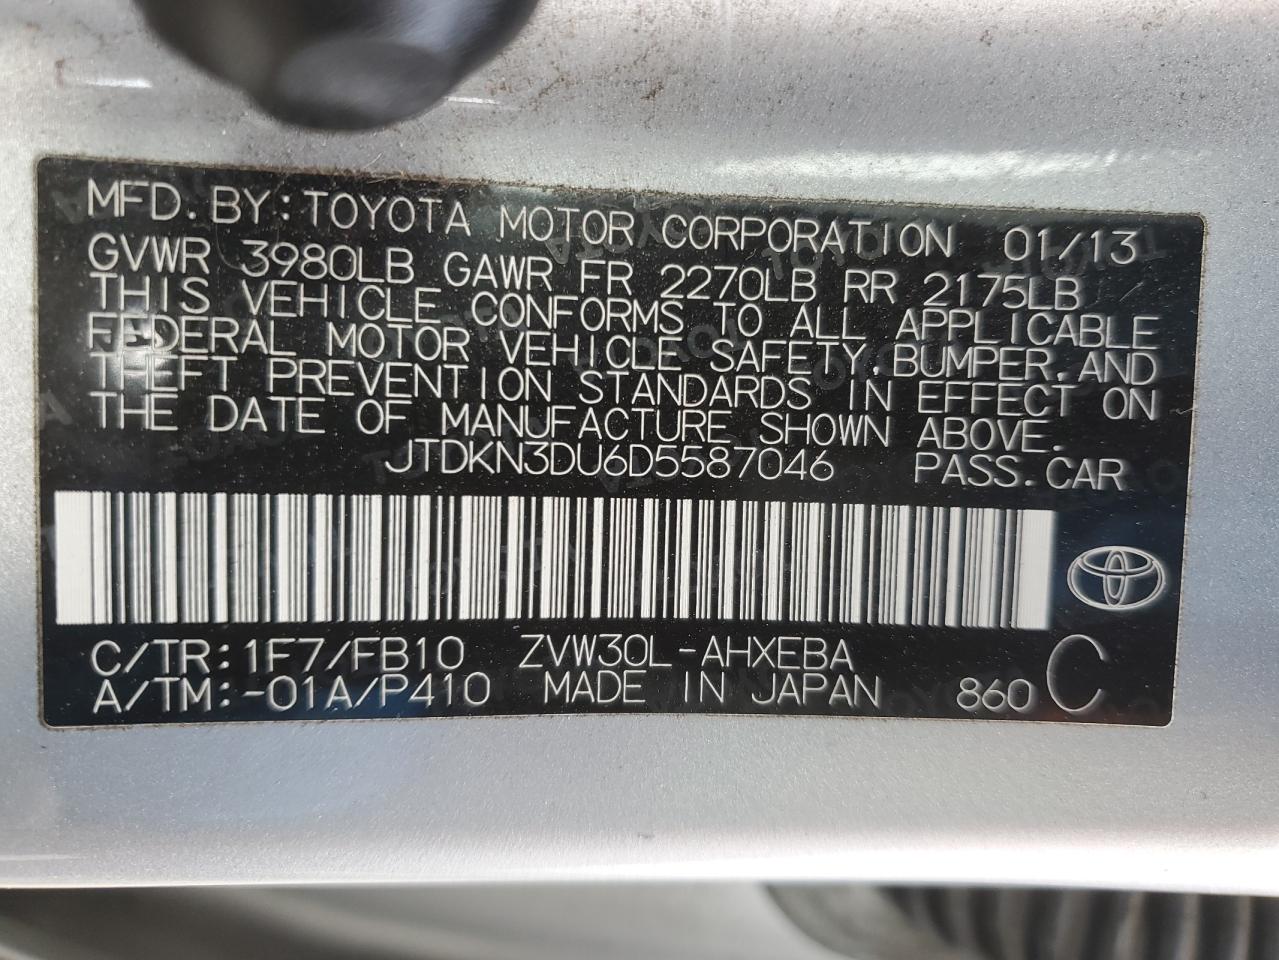 MFD. BY: TOYOTA MOTOR CORPORATION 01/13
GVWR 3980LB GAWR FR 2270LB RR 2175LB
THIS VEHICLE CONFORMS TO ALL APPLICABLE
FEDERAL MOTOR VEHICLE SAFETY, BUMPER, AND
THEFT PREVENTION STANDARDS IN EFFECT ON
THE DATE OF MANUFACTURE SHOWN ABOVE.
JTDKN3DU6D5587046 PASS. CAR
C/TR: 1F7/FB10 ZVW30L-AHXEBA
A/TM: -01A/P410 MADE IN JAPAN 860 C